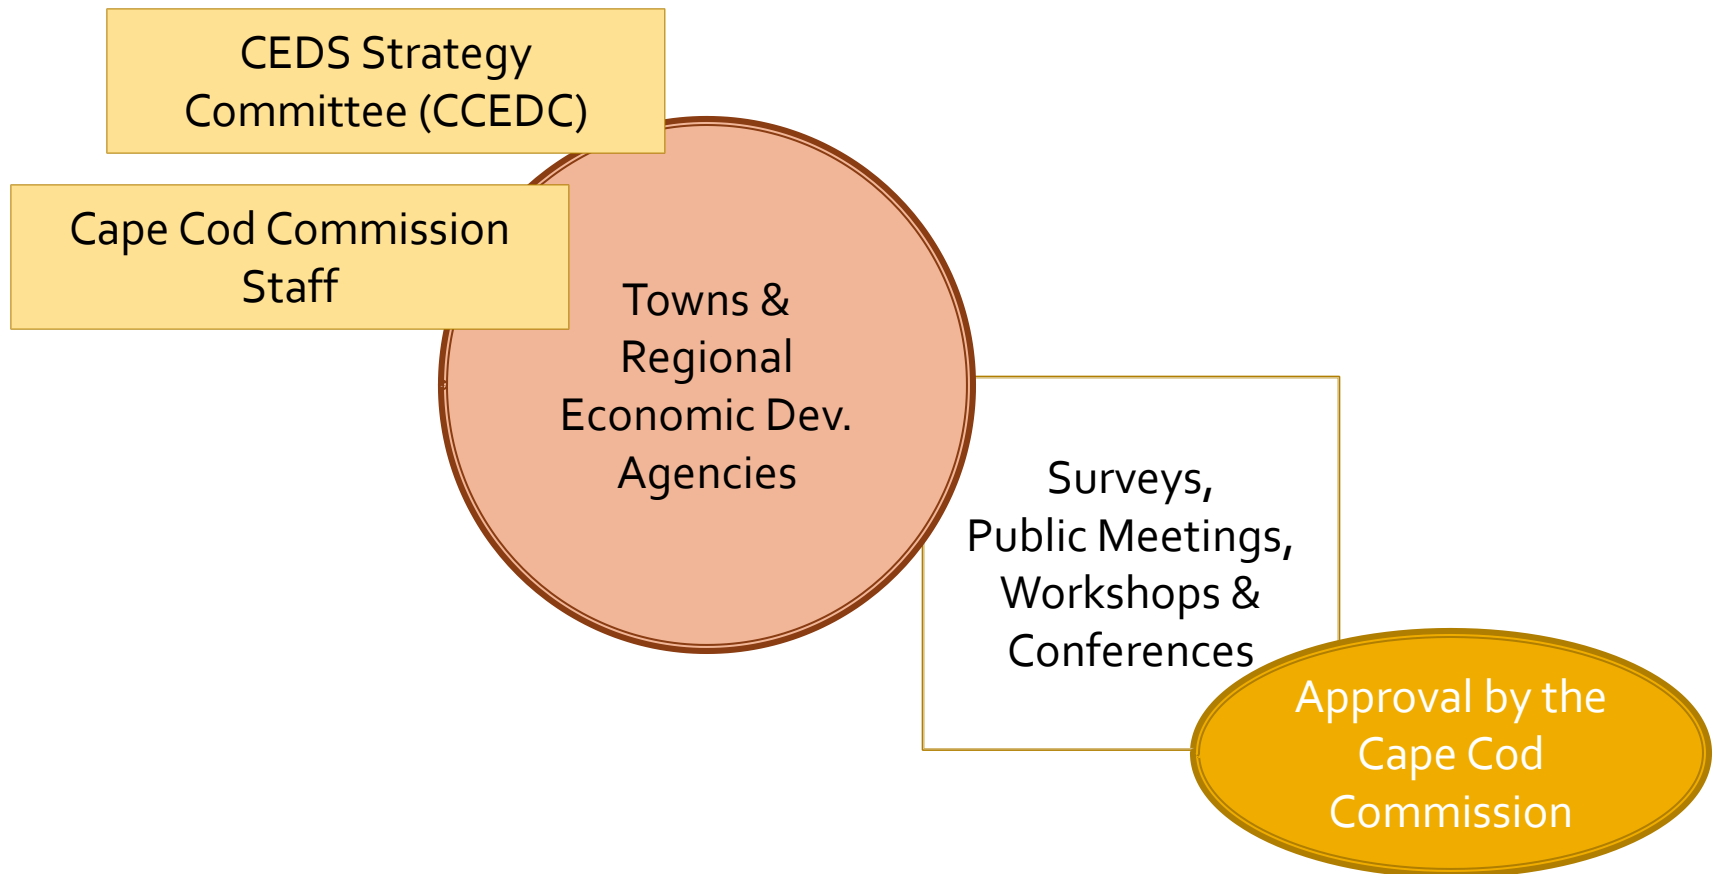 CEDS Strategy
Committee (CCEDC)
Cape Cod Commission
Staff
Towns &
Regional
Economic Dev.
Agencies
Surveys,
Public Meetings,
Workshops &
Conferences
Approval by the
Cape Cod
Commission